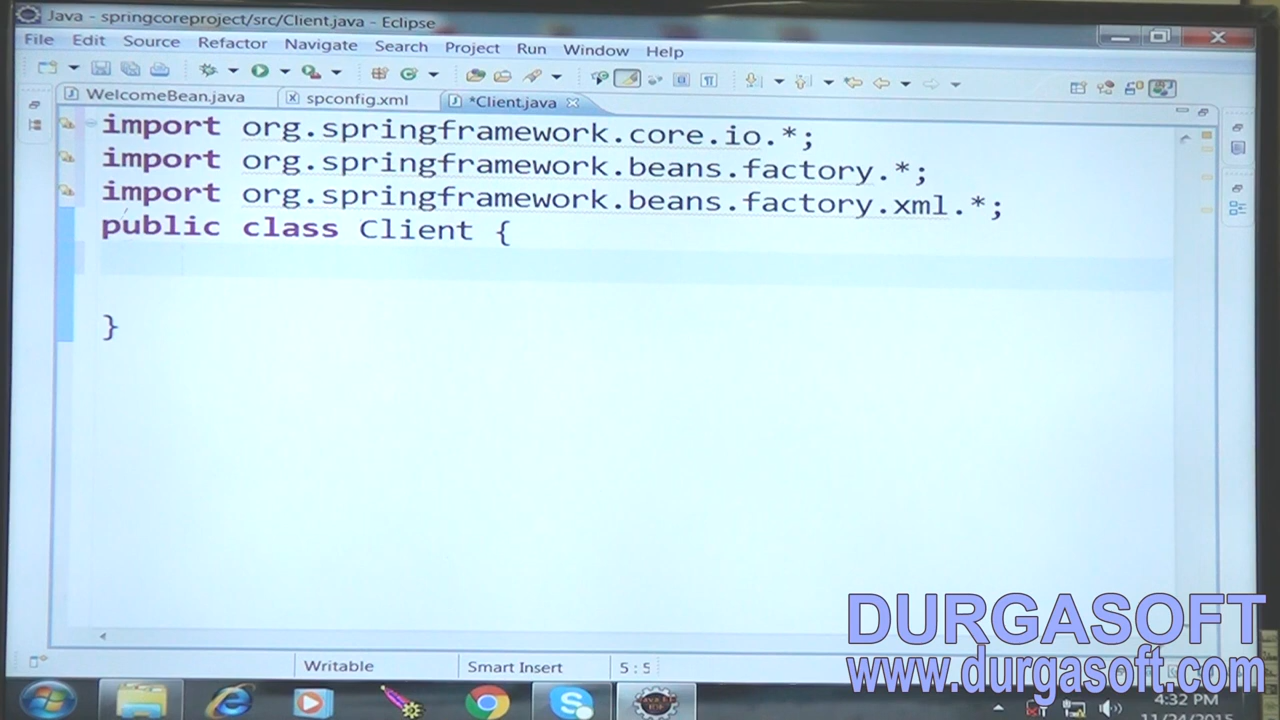 Java - springcoreproject/src/Client.java - Eclipse
File Edit Source Refactor Navigate Search Project Run Window Help
WelcomeBean.java spconfig.xml *Client.java
import org.springframework.core.io.*;
import org.springframework.beans.factory.*;
import org.springframework.beans.factory.xml.*;
public class Client {
}
Writable Smart Insert 5 : 5
DURGASOFT
www.durgasoft.com
4:32 PM